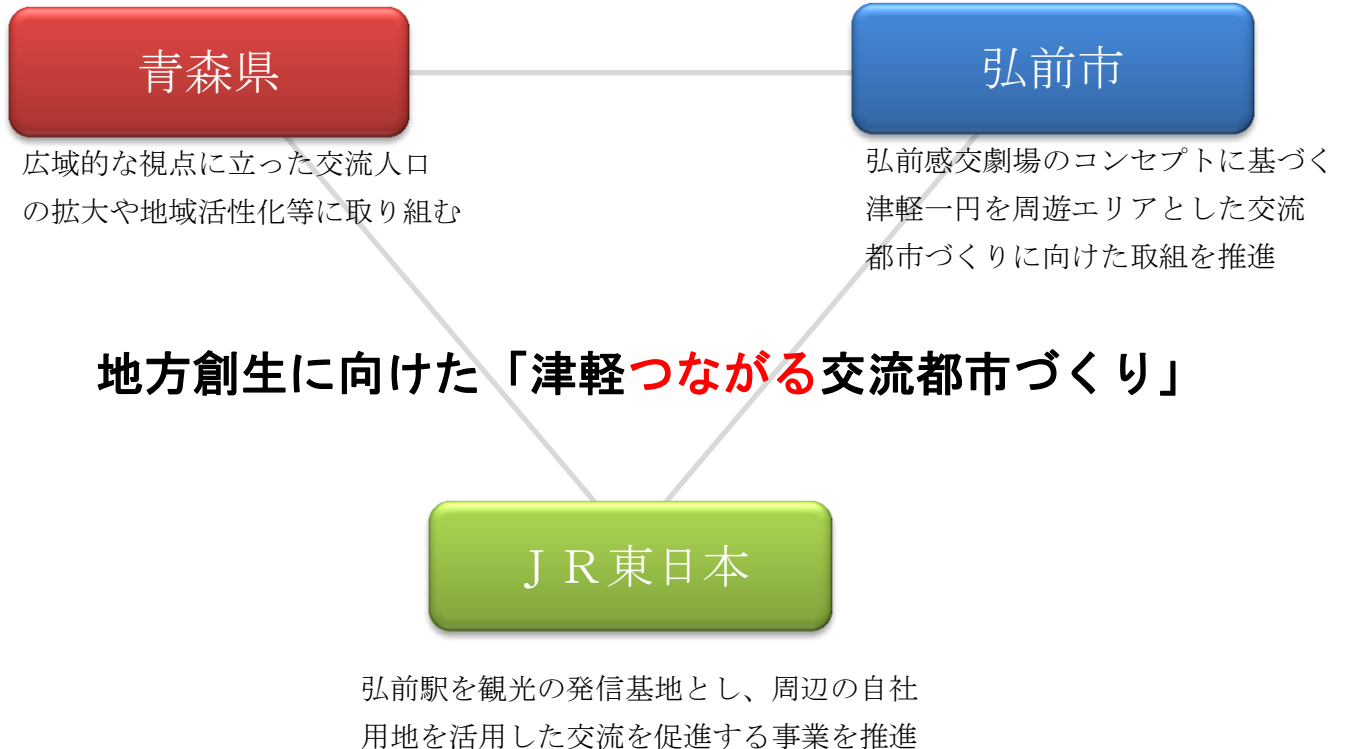 青森県
広域的な視点に立った交流人口
の拡大や地域活性化等に取り組む
弘前市
弘前感交劇場のコンセプトに基づく
津軽一円を周遊エリアとした交流
都市づくりに向けた取組を推進
地方創生に向けた「津軽つながる交流都市づくり」
ＪＲ東日本
弘前駅を観光の発信基地とし、周辺の自社
用地を活用した交流を促進する事業を推進